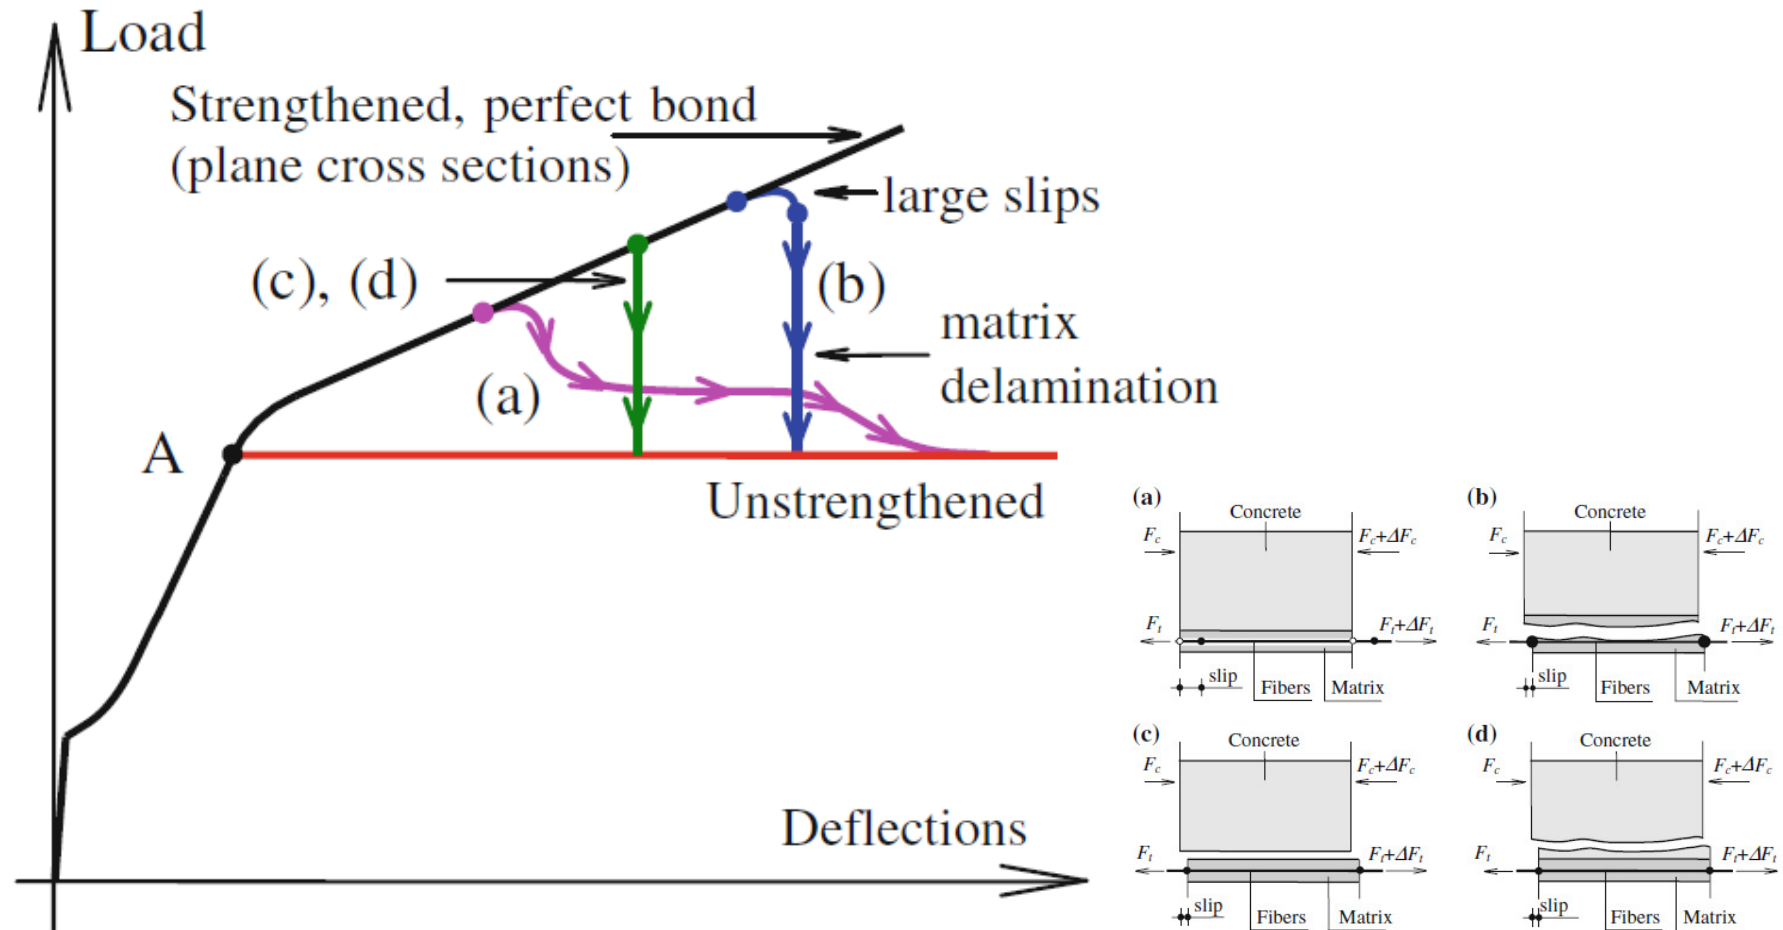 Load
Strengthened, perfect bond
(plane cross sections)
large slips
(c), (d)
(b)
matrix
delamination
(a)
A
Unstrengthened
Deflections
(a)
Concrete
F_c
F_c+ΔF_c
F_t
F_t+ΔF_t
slip
Fibers
Matrix
(b)
Concrete
F_c
F_c+ΔF_c
F_t
F_t+ΔF_t
slip
Fibers
Matrix
(c)
Concrete
F_c
F_c+ΔF_c
F_t
F_t+ΔF_t
slip
Fibers
Matrix
(d)
Concrete
F_c
F_c+ΔF_c
F_t
F_t+ΔF_t
slip
Fibers
Matrix